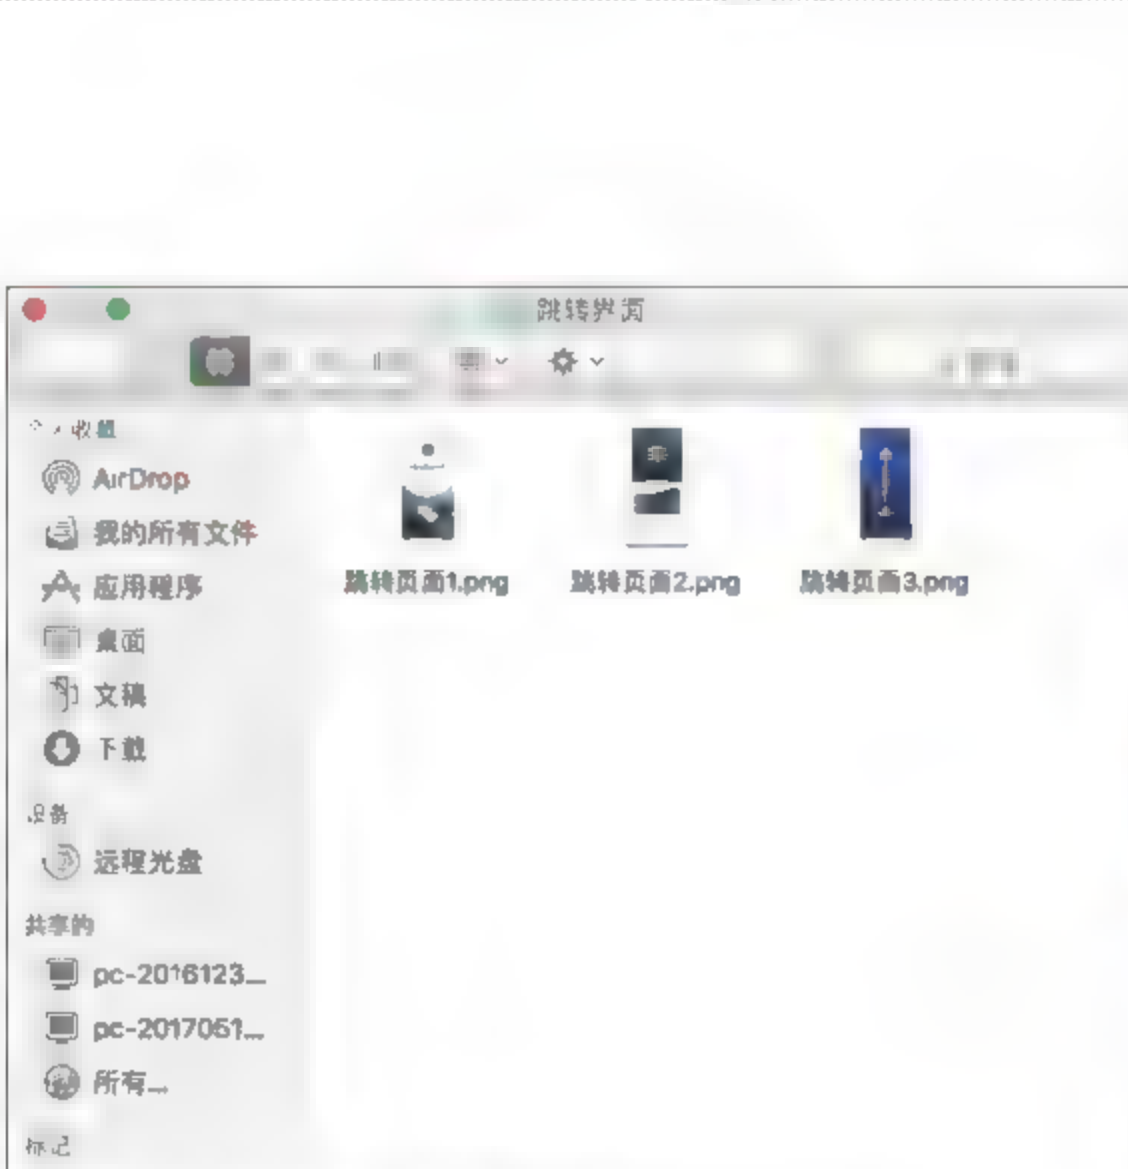 跳转界面
收藏
AirDrop
我的所有文件
应用程序
桌面
文稿
下载
设备
远程光盘
共享的
pc-2016123...
pc-2017051...
所有...
标记
跳转页面1.png
跳转页面2.png
跳转页面3.png